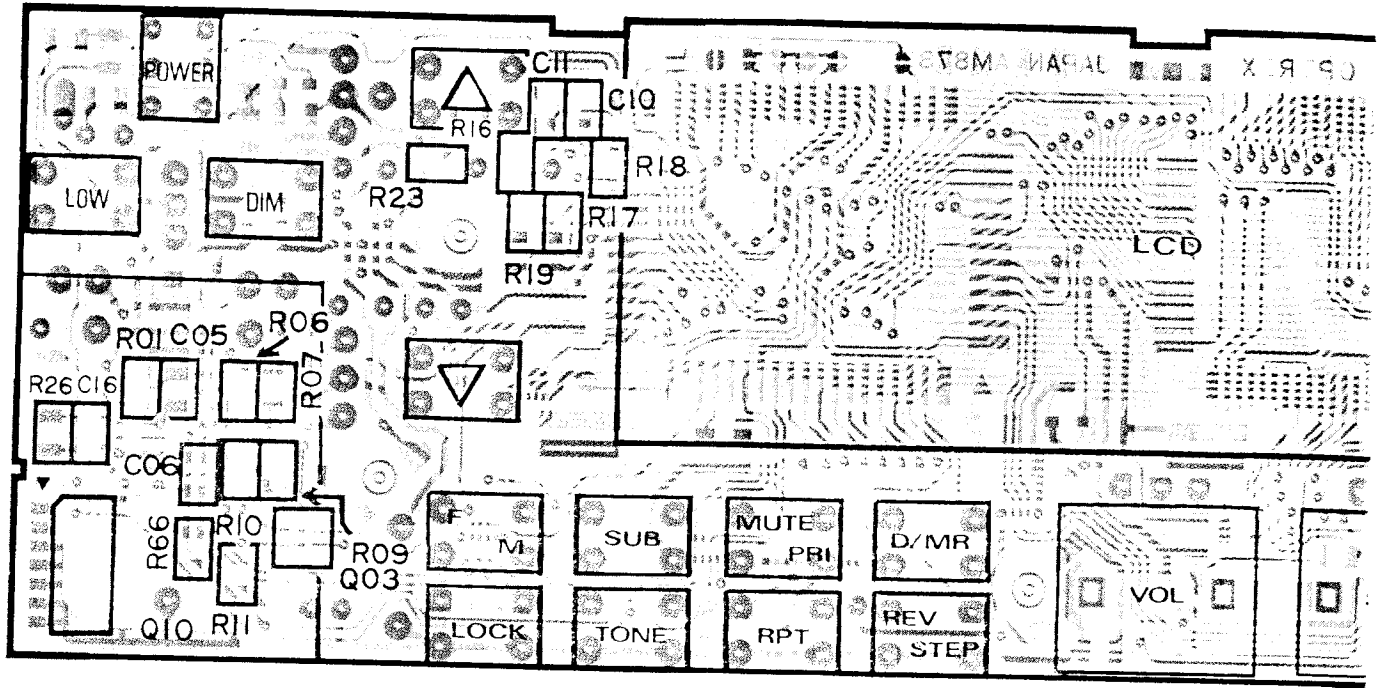 POWER
C11
C10
JAPAN AM876
R16
LOW
DIM
R23
R18
R17
R19
LCD
R01 C05
R06
R07
R26 C16
C06
R66
R10
R09
Q03
Q10
R11
F
M
SUB
MUTE
PRI
D/MR
VOL
LOCK
TONE
RPT
REV
STEP